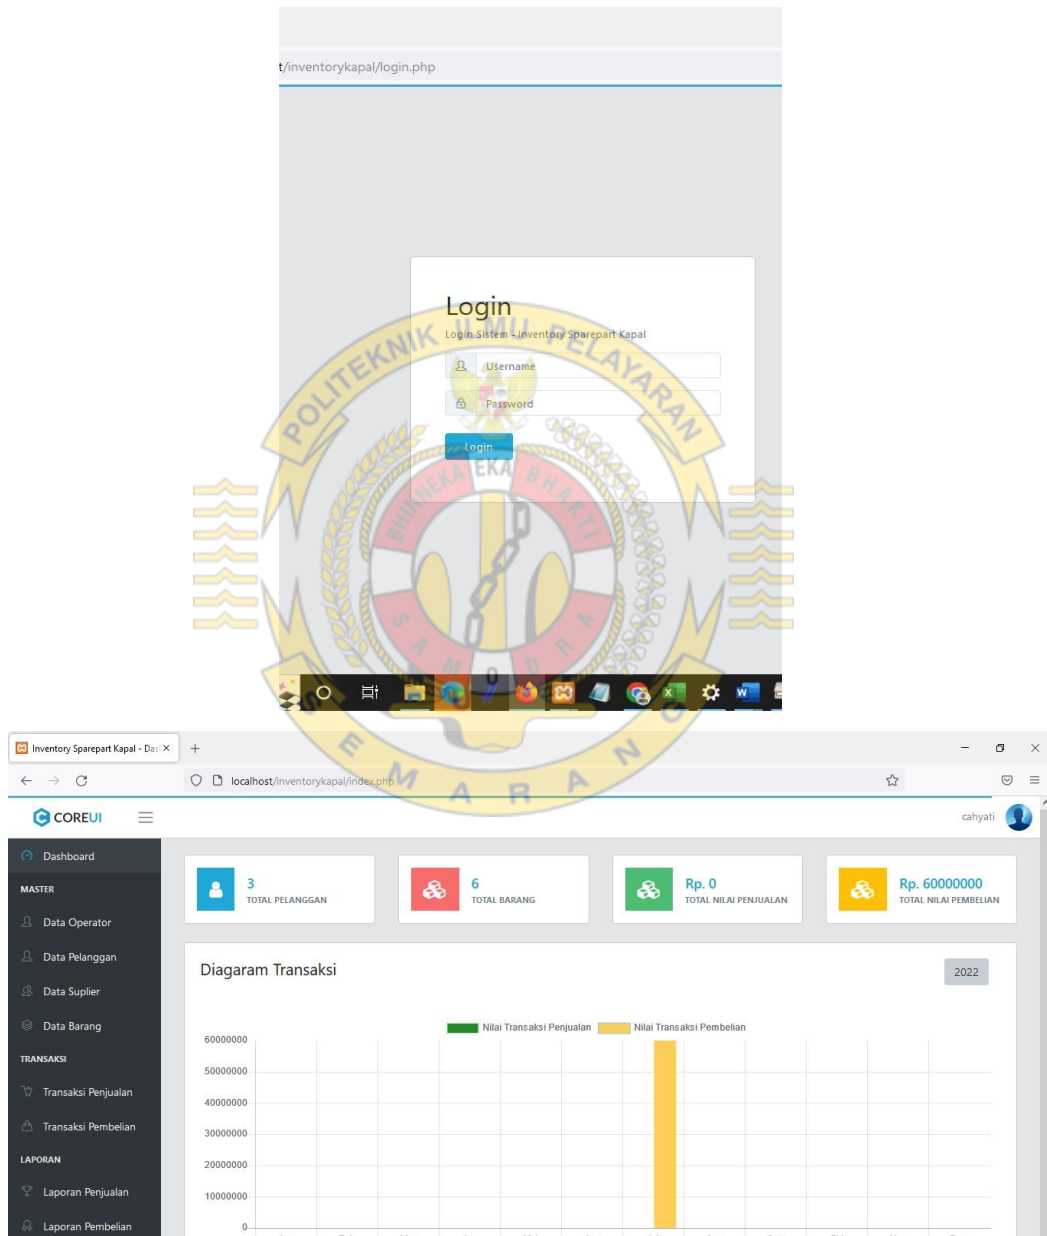 t/inventorykapal/login.php
Login
Login Sistem - Inventory Sparepart Kapal
Username
Password
Login
POLITEKNIK ILMU PELAYARAN
BHINNEKA EKA BHAKTI
SAMODRA
SEMARANG
Inventory Sparepart Kapal - Das
localhost/inventorykapal/index.php
COREUI
cahyati
Dashboard
MASTER
Data Operator
Data Pelanggan
Data Suplier
Data Barang
TRANSAKSI
Transaksi Penjualan
Transaksi Pembelian
LAPORAN
Laporan Penjualan
Laporan Pembelian
3
TOTAL PELANGGAN
6
TOTAL BARANG
Rp. 0
TOTAL NILAI PENJUALAN
Rp. 60000000
TOTAL NILAI PEMBELIAN
Diagaram Transaksi
2022
Nilai Transaksi Penjualan
Nilai Transaksi Pembelian
60000000
50000000
40000000
30000000
20000000
10000000
0